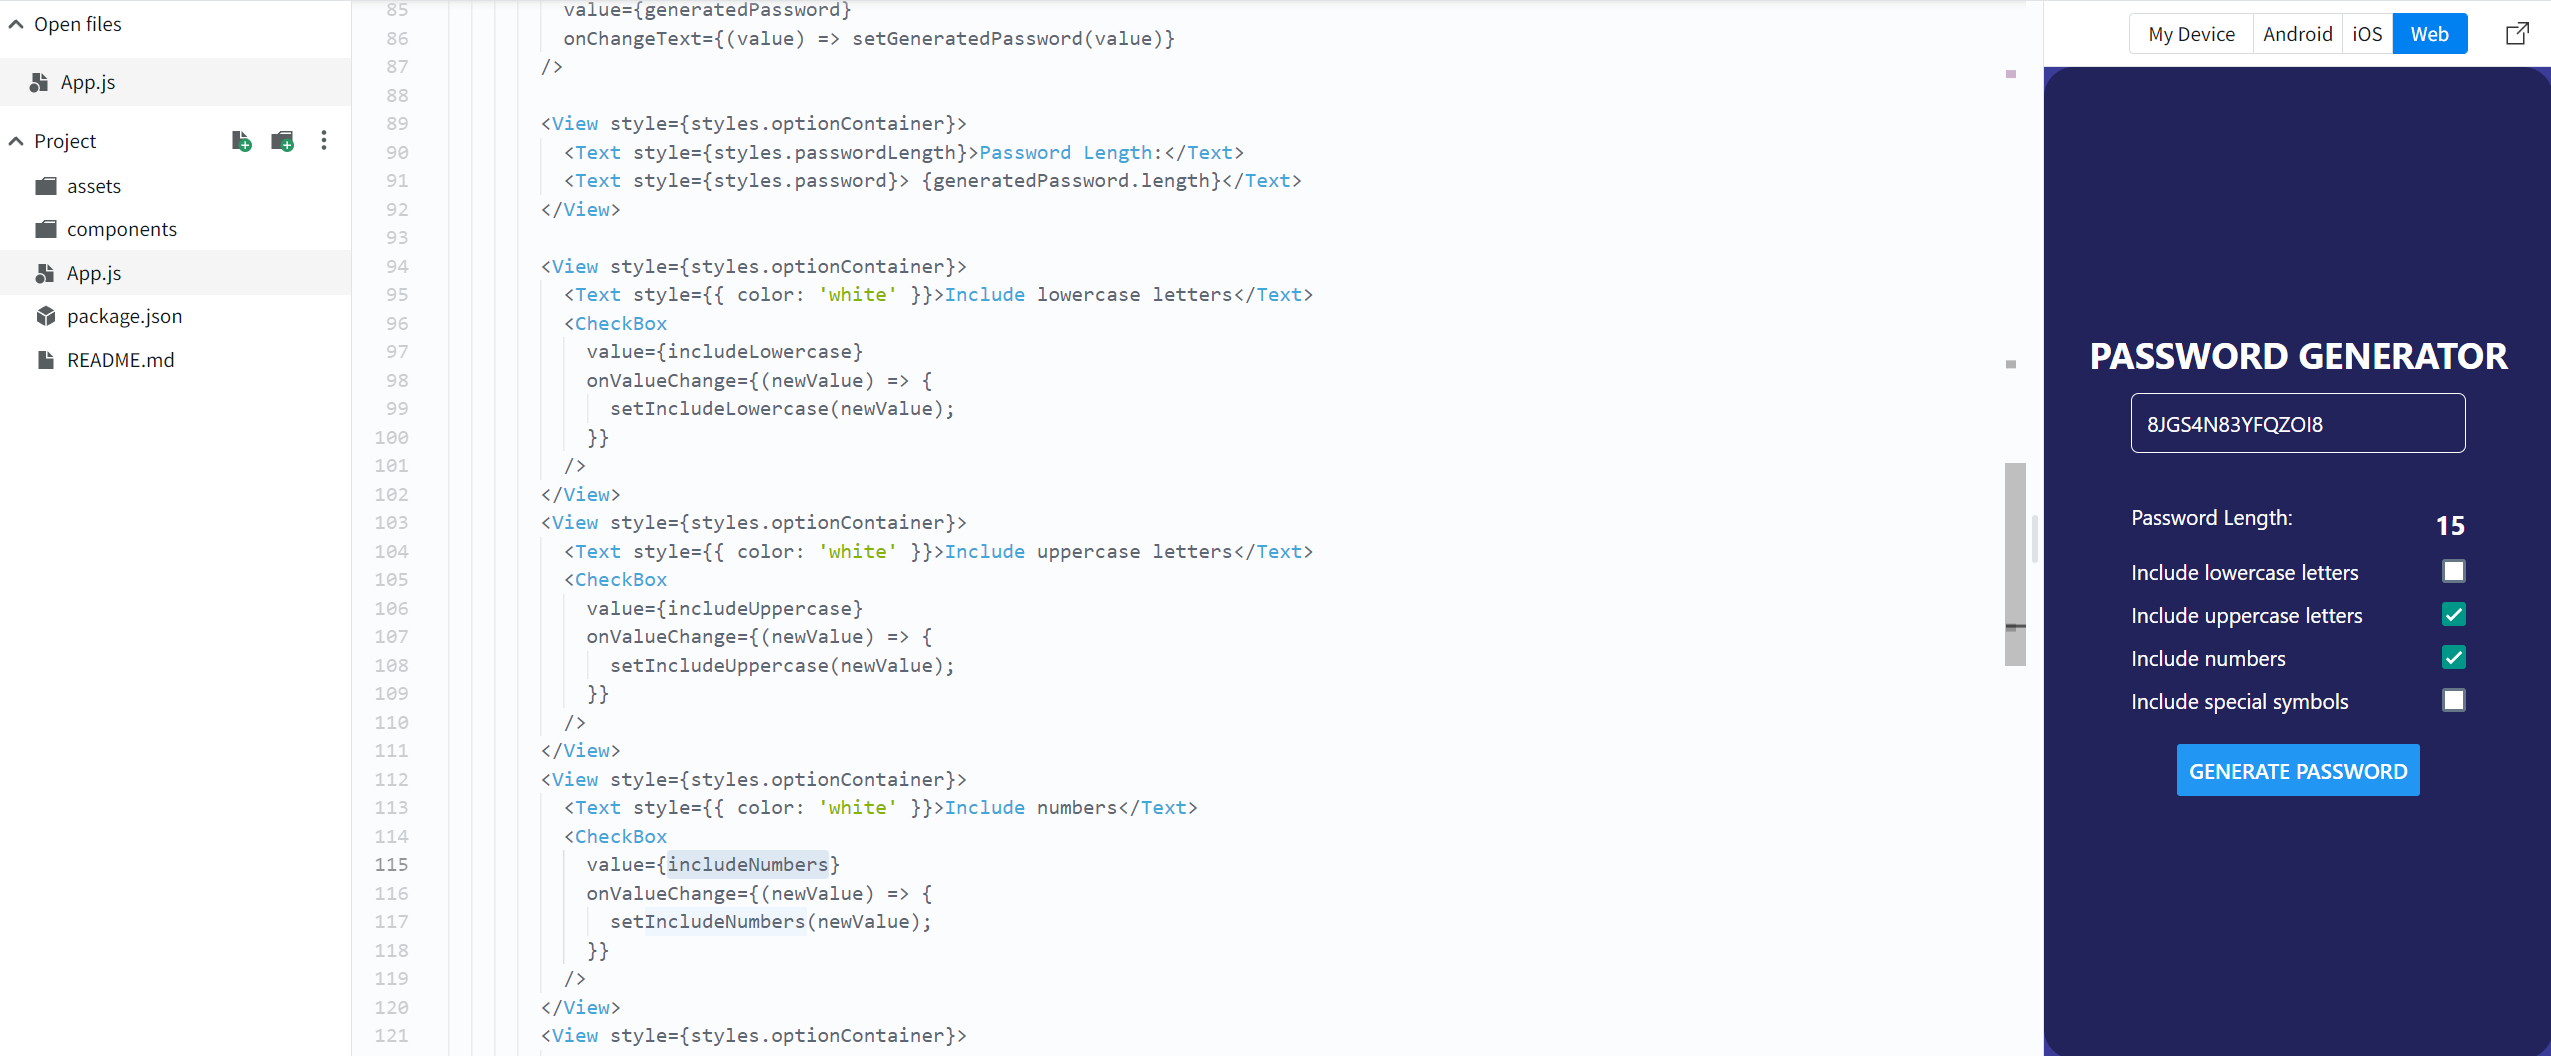 Open files
App.js
Project
assets
components
App.js
package.json
README.md
85 value={generatedPassword}
86 onChangeText={(value) => setGeneratedPassword(value)}
87 />
88
89 <View style={styles.optionContainer}>
90 <Text style={styles.passwordLength}>Password Length:</Text>
91 <Text style={styles.password}> {generatedPassword.length}</Text>
92 </View>
93
94 <View style={styles.optionContainer}>
95 <Text style={{ color: 'white' }}>Include lowercase letters</Text>
96 <CheckBox
97 value={includeLowercase}
98 onValueChange={(newValue) => {
99 setIncludeLowercase(newValue);
100 }}
101 />
102 </View>
103 <View style={styles.optionContainer}>
104 <Text style={{ color: 'white' }}>Include uppercase letters</Text>
105 <CheckBox
106 value={includeUppercase}
107 onValueChange={(newValue) => {
108 setIncludeUppercase(newValue);
109 }}
110 />
111 </View>
112 <View style={styles.optionContainer}>
113 <Text style={{ color: 'white' }}>Include numbers</Text>
114 <CheckBox
115 value={includeNumbers}
116 onValueChange={(newValue) => {
117 setIncludeNumbers(newValue);
118 }}
119 />
120 </View>
121 <View style={styles.optionContainer}>
My Device Android iOS Web
PASSWORD GENERATOR
8JGS4N83YFQZOI8
Password Length: 15
Include lowercase letters
Include uppercase letters
Include numbers
Include special symbols
GENERATE PASSWORD